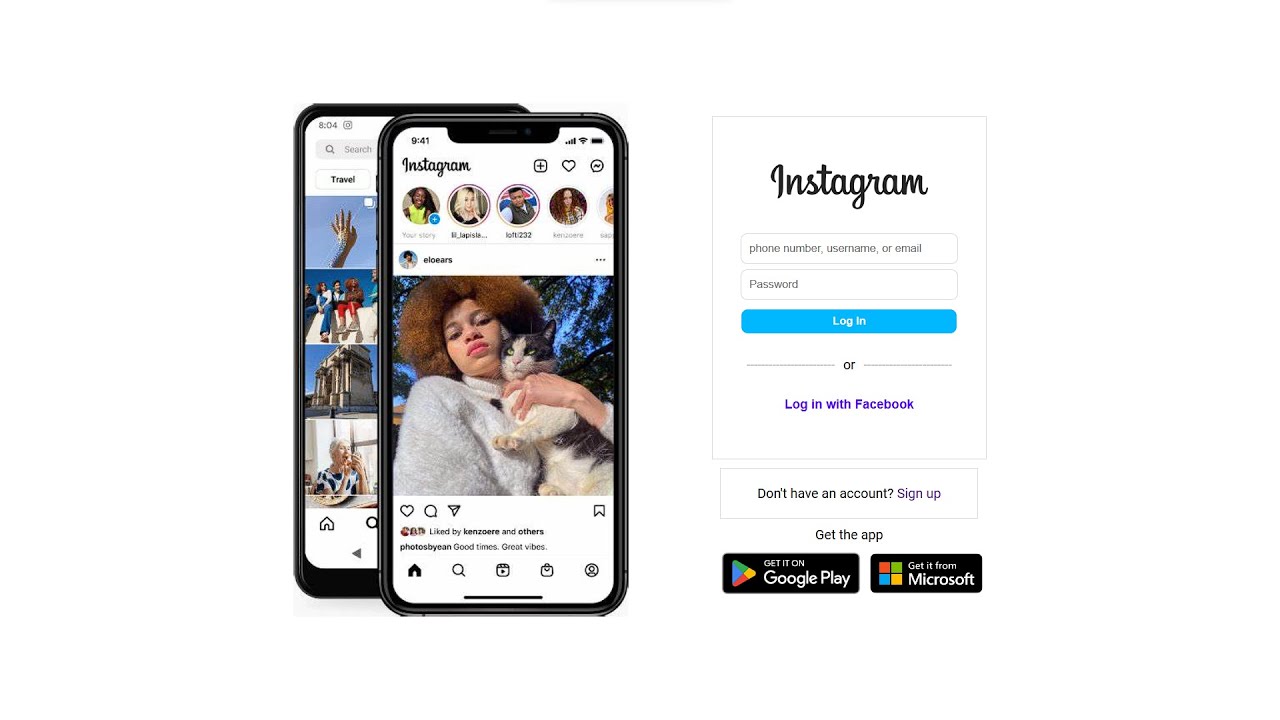 8:04
Search
Travel
9:41
Instagram
Your story
lil_lapisla...
lofti232
kenzoere
saps
eloears
Liked by kenzoere and others
photosbyean Good times. Great vibes.
Instagram
phone number, username, or email
Password
Log In
or
Log in with Facebook
Don't have an account? Sign up
Get the app
GET IT ON
Google Play
Get it from
Microsoft